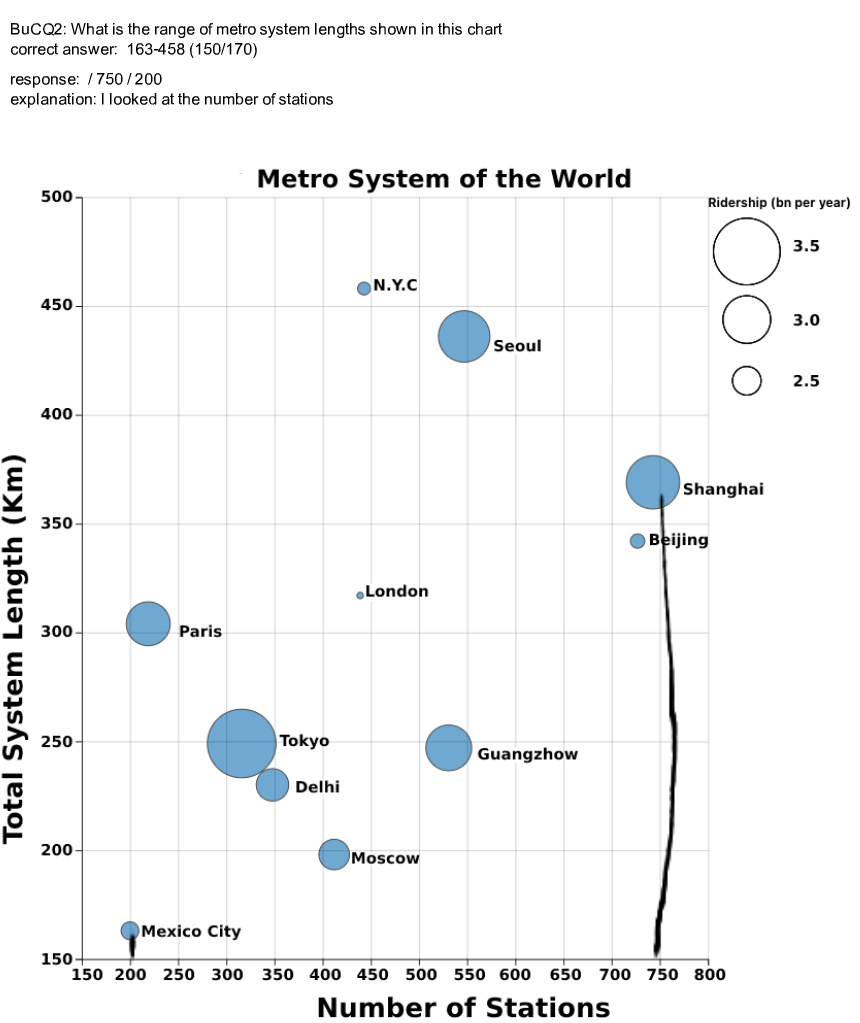 BuCQ2: What is the range of metro system lengths shown in this chart
correct answer:  163-458 (150/170)
response:  / 750 / 200
explanation: I looked at the number of stations
Metro System of the World
Ridership (bn per year)
3.5
3.0
2.5
Total System Length (Km)
500
450
400
350
300
250
200
150
N.Y.C
Seoul
Shanghai
Beijing
London
Paris
Tokyo
Guangzhow
Delhi
Moscow
Mexico City
150 200 250 300 350 400 450 500 550 600 650 700 750 800
Number of Stations